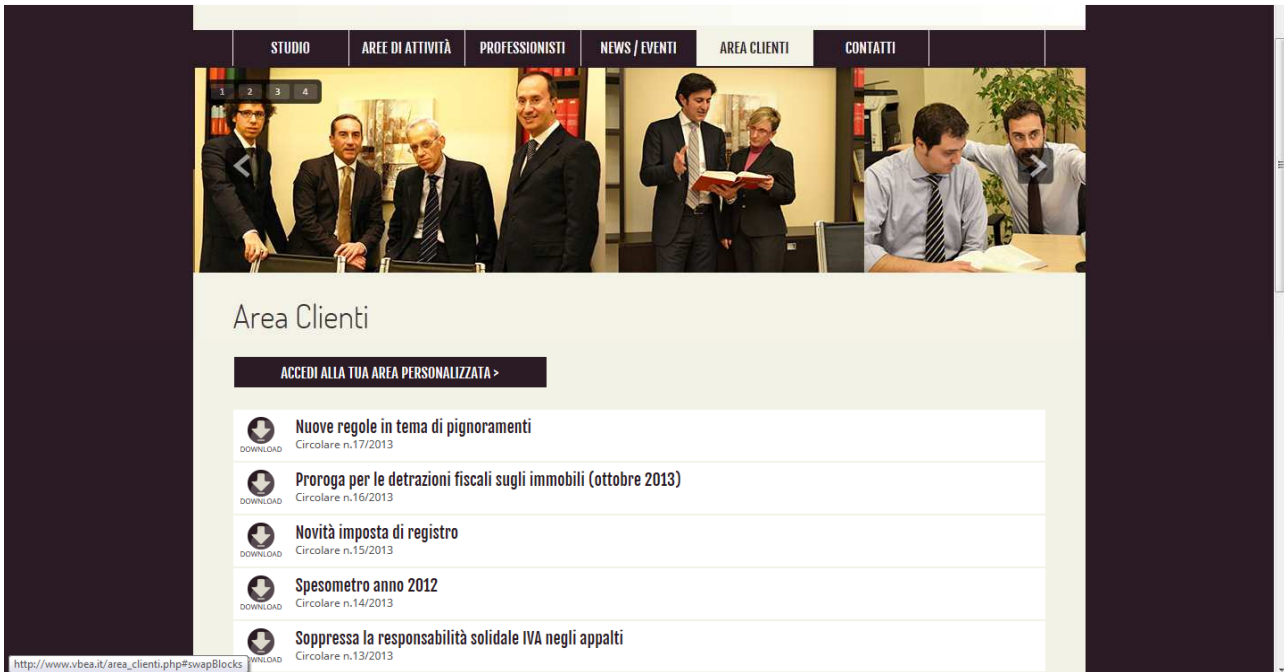 STUDIO AREE DI ATTIVITÀ PROFESSIONISTI NEWS / EVENTI AREA CLIENTI CONTATTI
1 2 3 4
Area Clienti
ACCEDI ALLA TUA AREA PERSONALIZZATA >
Nuove regole in tema di pignoramenti
DOWNLOAD Circolare n.17/2013
Proroga per le detrazioni fiscali sugli immobili (ottobre 2013)
DOWNLOAD Circolare n.16/2013
Novità imposta di registro
DOWNLOAD Circolare n.15/2013
Spesometro anno 2012
DOWNLOAD Circolare n.14/2013
Soppressa la responsabilità solidale IVA negli appalti
WNLOAD Circolare n.13/2013
http://www.vbea.it/area_clienti.php#swapBlocks